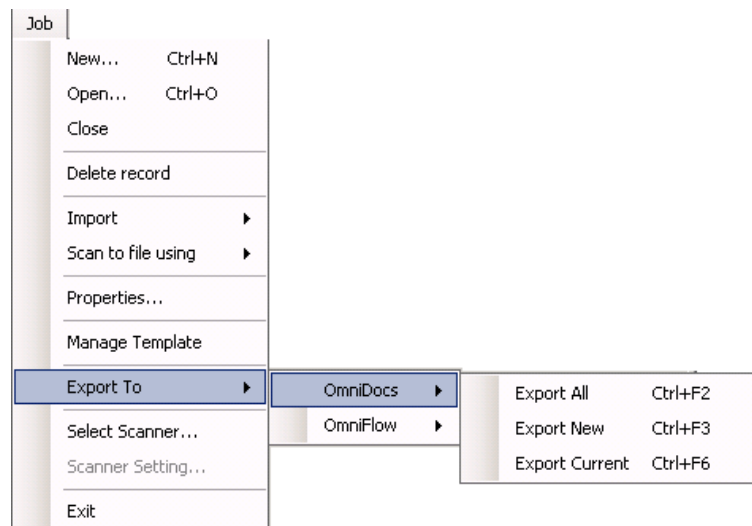 Job
New... Ctrl+N
Open... Ctrl+O
Close
Delete record
Import
Scan to file using
Properties...
Manage Template
Export To
Select Scanner...
Scanner Setting...
Exit
OmniDocs
OmniFlow
Export All Ctrl+F2
Export New Ctrl+F3
Export Current Ctrl+F6